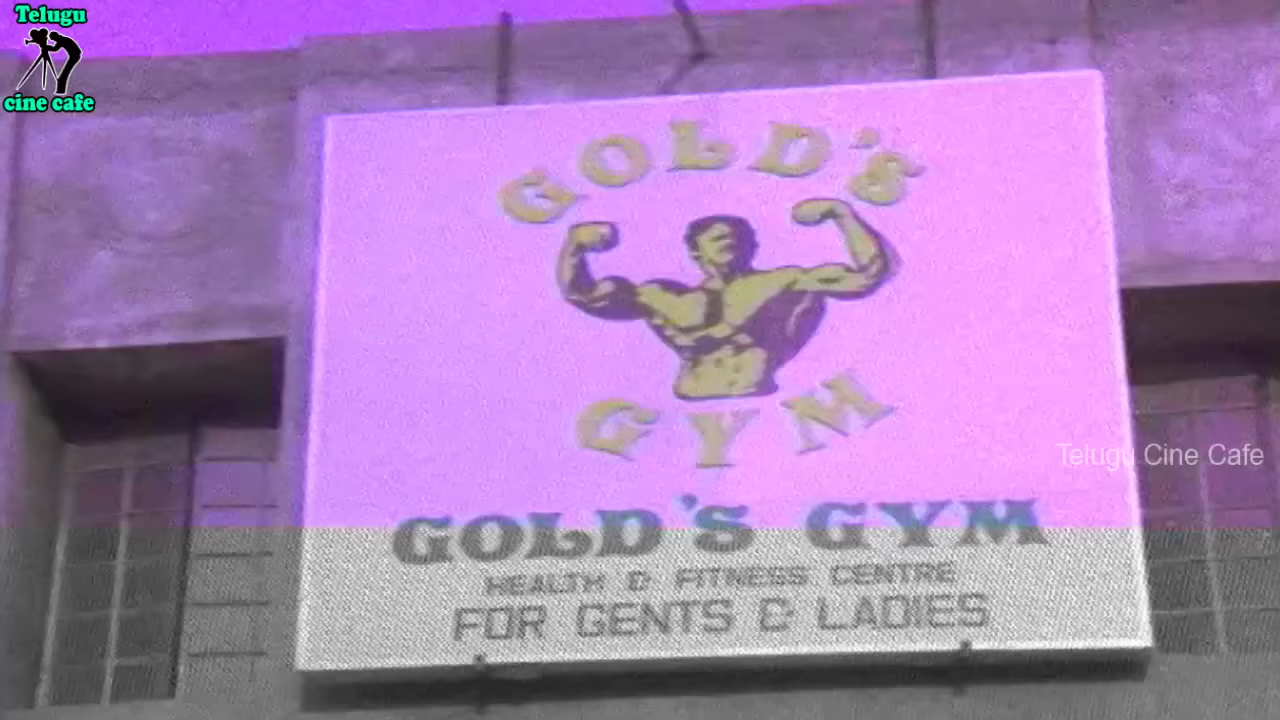 Telugu
cine cafe
GOLD'S
GYM
Telugu Cine Cafe
GOLD'S GYM
HEALTH & FITNESS CENTRE
FOR GENTS & LADIES